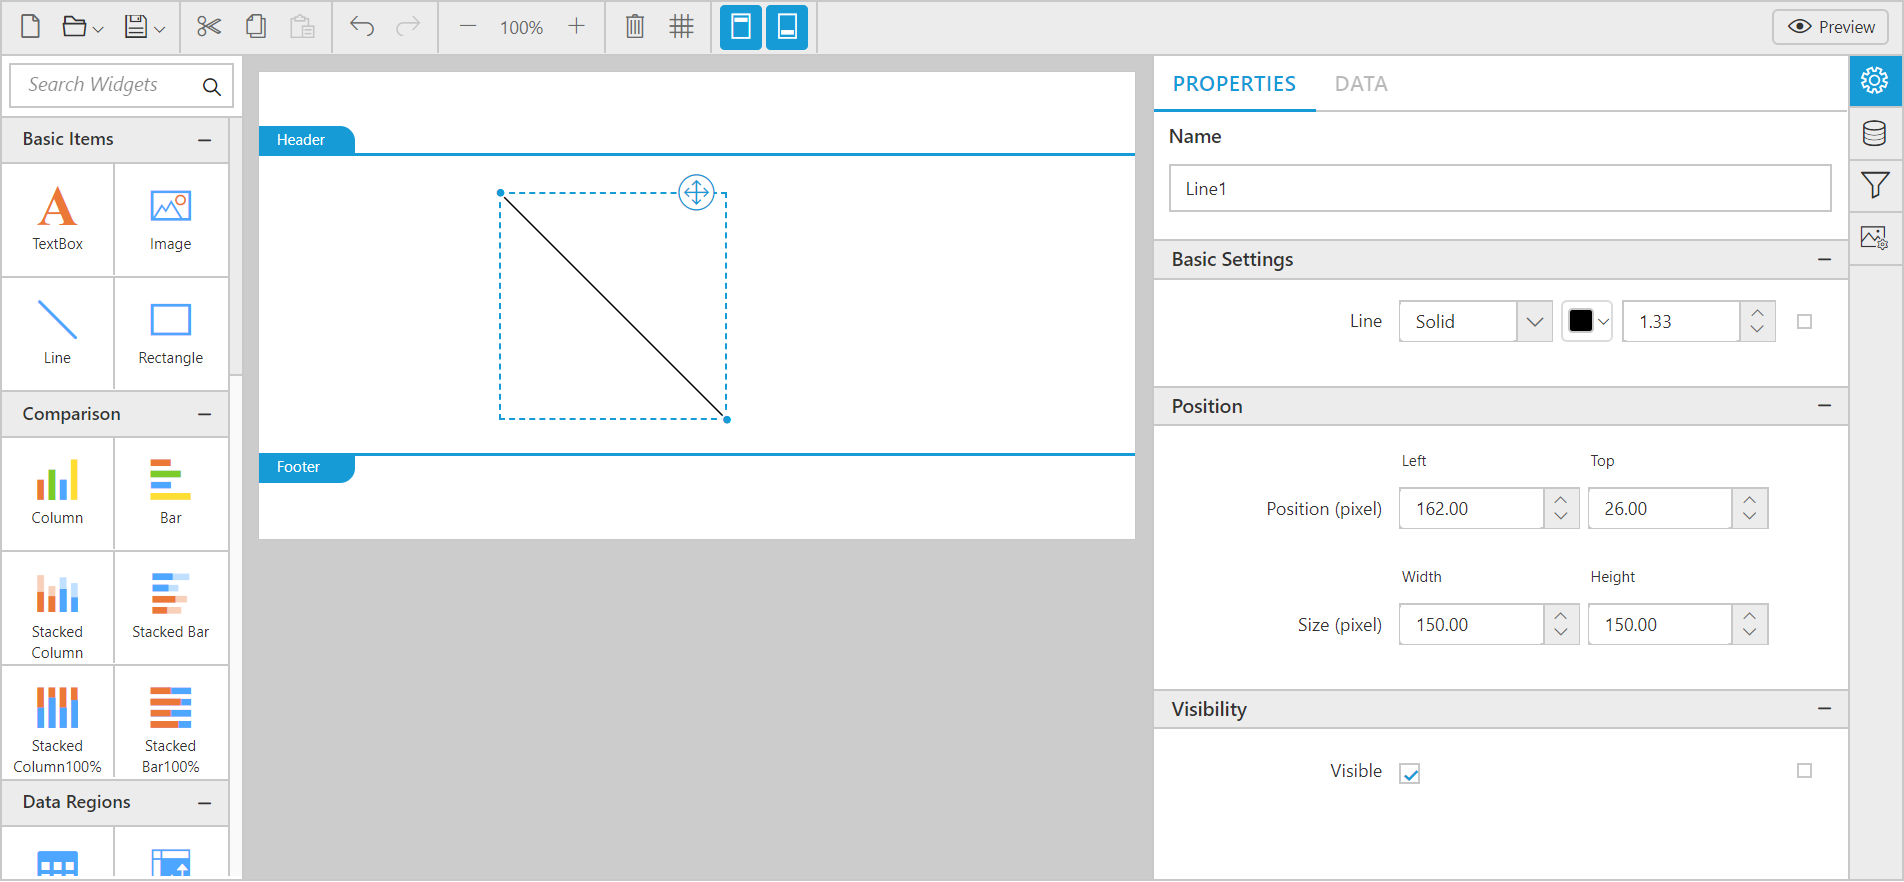 100%
Preview
Search Widgets
Basic Items
TextBox
Image
Line
Rectangle
Comparison
Column
Bar
Stacked
Column
Stacked Bar
Stacked
Column100%
Stacked
Bar100%
Data Regions
Header
Footer
PROPERTIES
DATA
Name
Line1
Basic Settings
Line
Solid
1.33
Position
Left
Top
Position (pixel)
162.00
26.00
Width
Height
Size (pixel)
150.00
150.00
Visibility
Visible